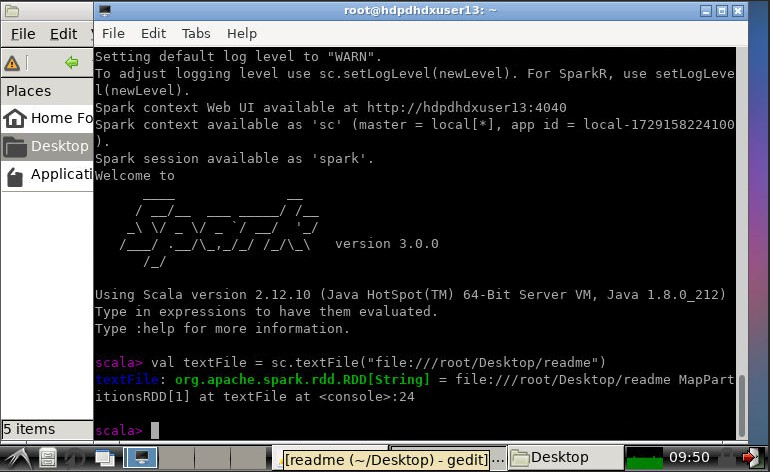 root@hdpdhdxuser13: ~
File Edit
File Edit Tabs Help
Places
Home Fo
Desktop
Applicati
5 items
Setting default log level to "WARN".
To adjust logging level use sc.setLogLevel(newLevel). For SparkR, use setLogLeve
l(newLevel).
Spark context Web UI available at http://hdpdhdxuser13:4040
Spark context available as 'sc' (master = local[*], app id = local-1729158224100
).
Spark session available as 'spark'.
Welcome to
      ____              __
     / __/__  ___ _____/ /__
    _\ \/ _ \/ _ `/ __/  '_/
   /___/ .__/\_,_/_/ /_/\_\   version 3.0.0
      /_/
Using Scala version 2.12.10 (Java HotSpot(TM) 64-Bit Server VM, Java 1.8.0_212)
Type in expressions to have them evaluated.
Type :help for more information.
scala> val textFile = sc.textFile("file:///root/Desktop/readme")
textFile: org.apache.spark.rdd.RDD[String] = file:///root/Desktop/readme MapPart
itionsRDD[1] at textFile at <console>:24
scala>
[readme (~/Desktop) - gedit]
...
Desktop
09:50